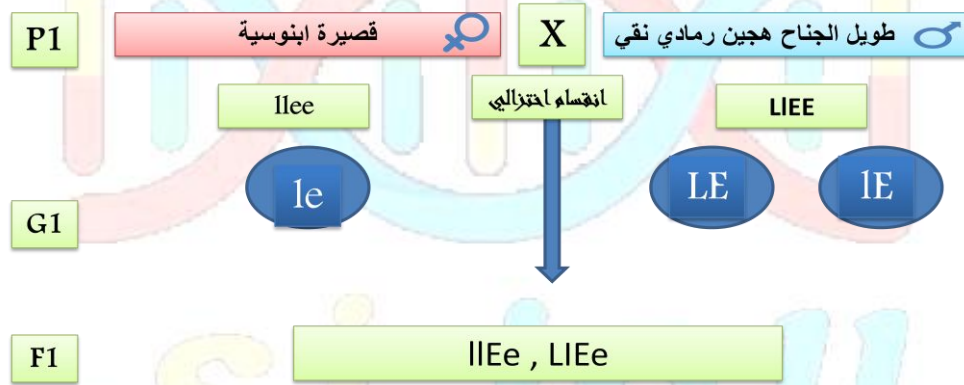 P1
قصيرة ابنوسية
X
طويل الجناح هجين رمادي نقي
llee
انقسام اختزالي
LlEE
G1
le
LE
lE
F1
llEe , LlEe